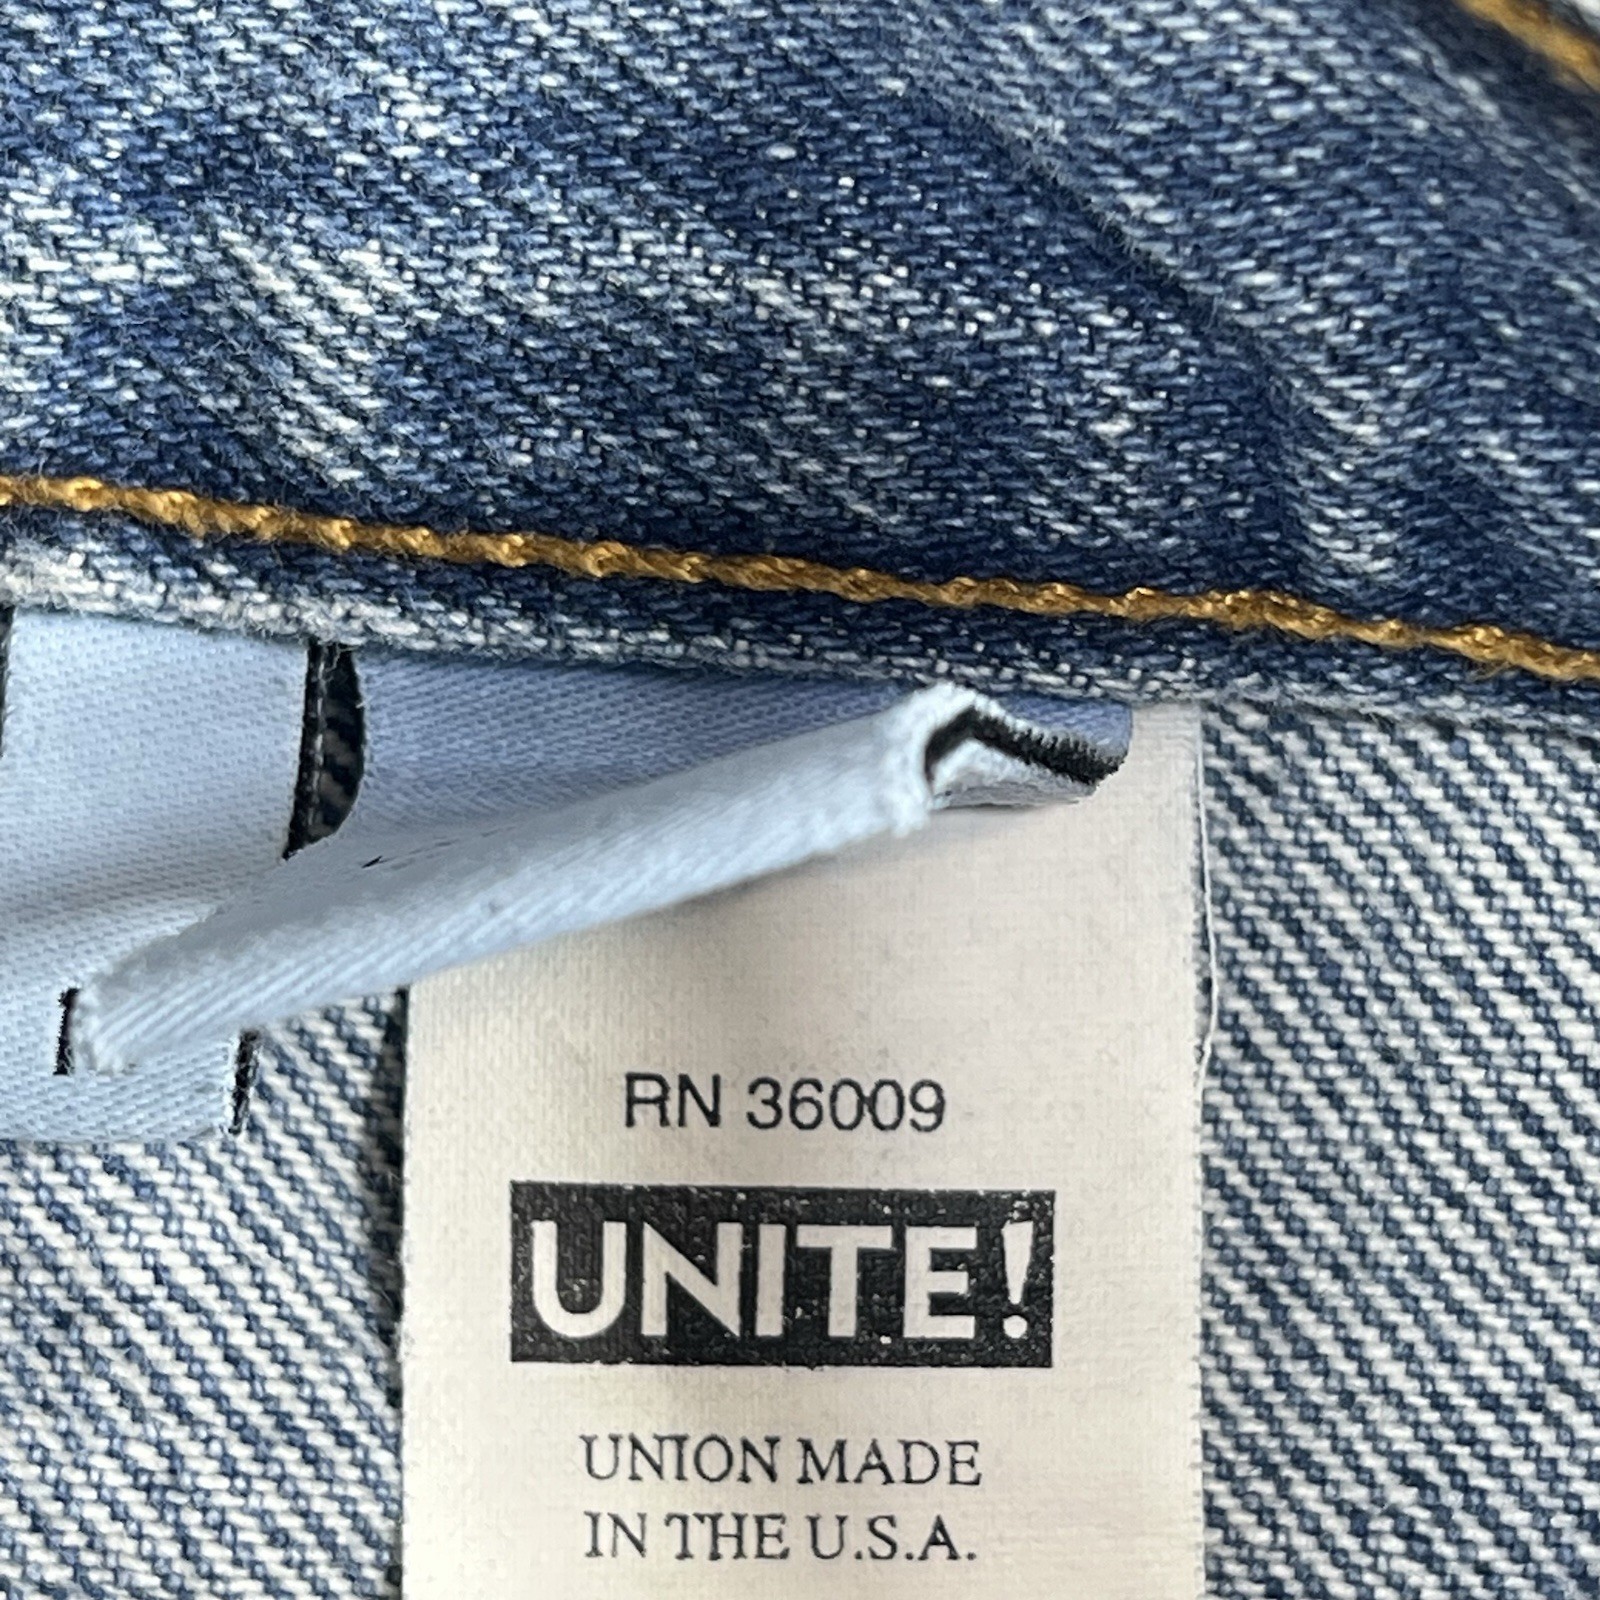 RN 36009
UNITE!
UNION MADE
IN THE U.S.A.